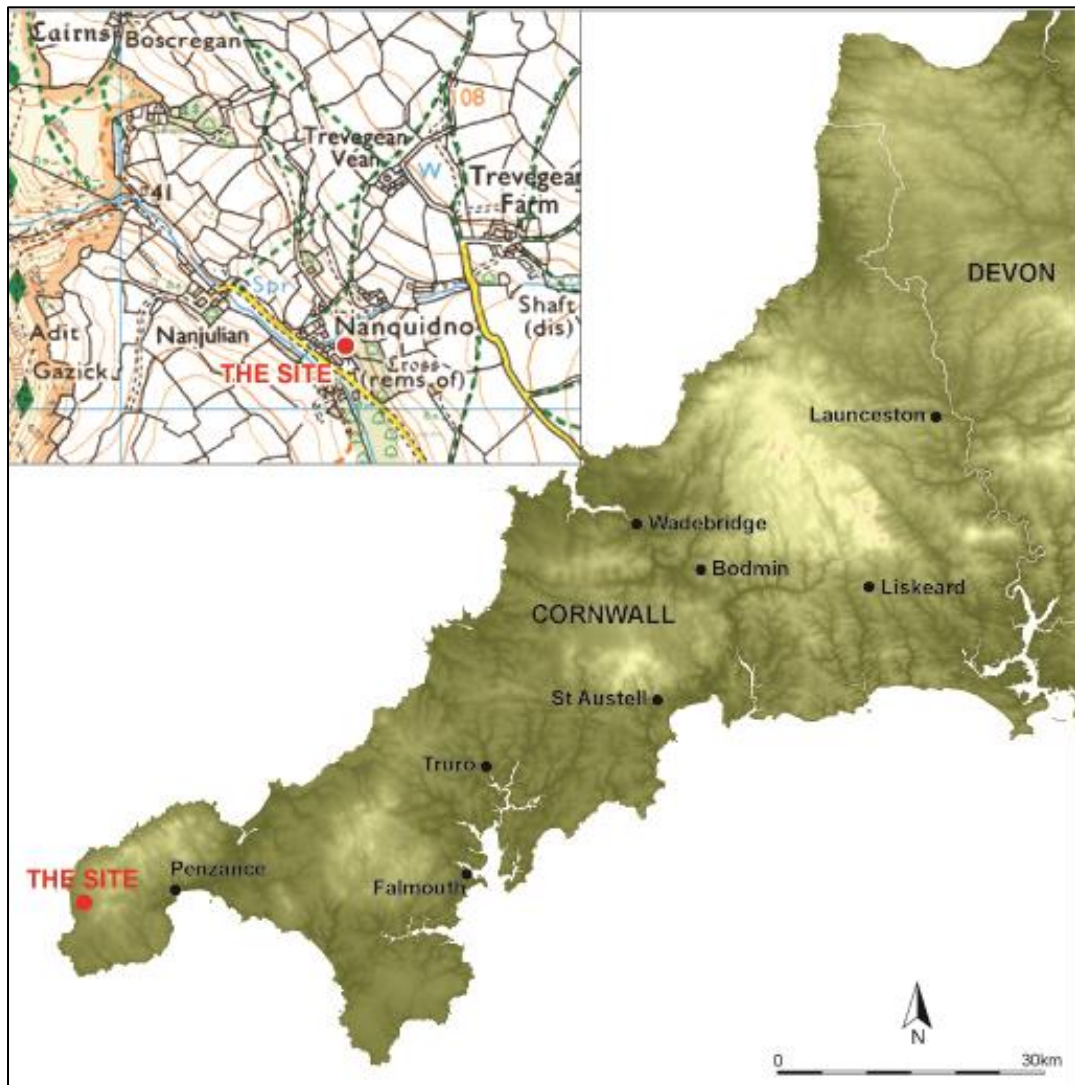 Cairns
Boscregan
108
Trevegean
Vean
W
Trevegean
Farm
41
Spr
Nanjulian
Nanquidno
Shaft
(dis)
Adit
Gazick
THE SITE
Cross
(rems of)
DEVON
Launceston
Wadebridge
Bodmin
Liskeard
CORNWALL
St Austell
Truro
THE SITE
Penzance
Falmouth
N
0 30km